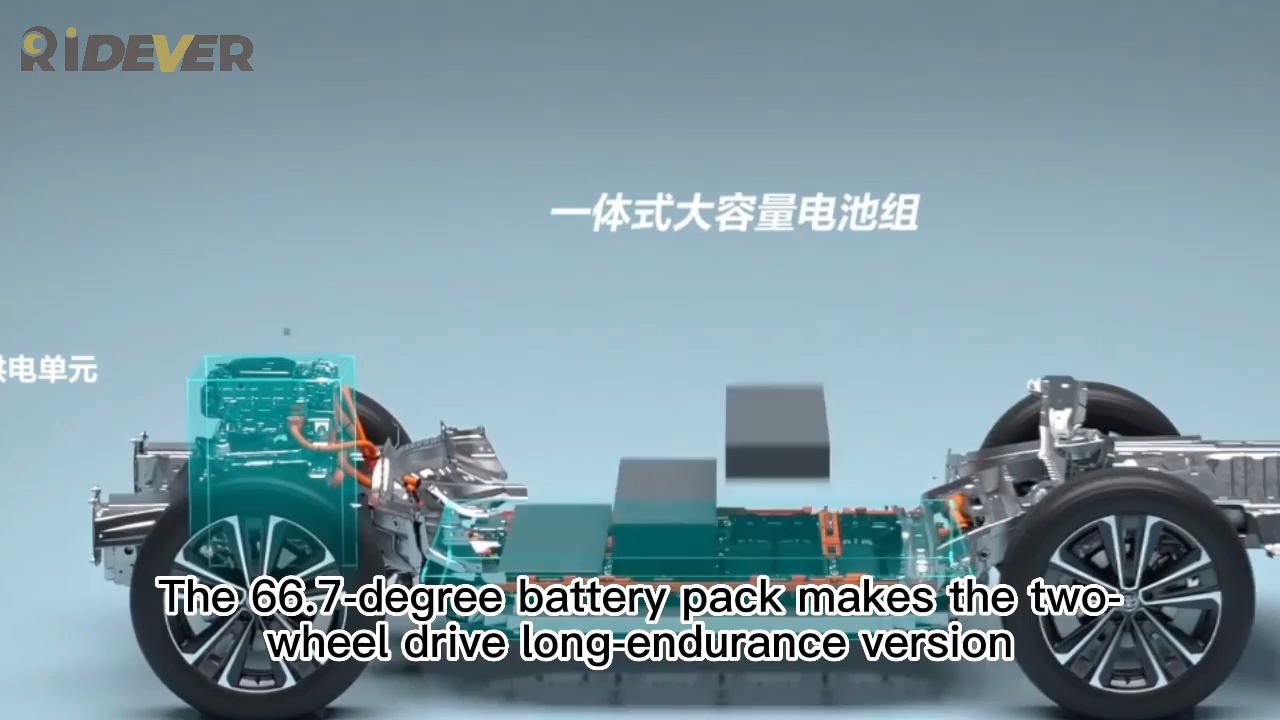 RiDEVER
一体式大容量电池组
供电单元
The 66.7-degree battery pack makes the two-
wheel drive long-endurance version